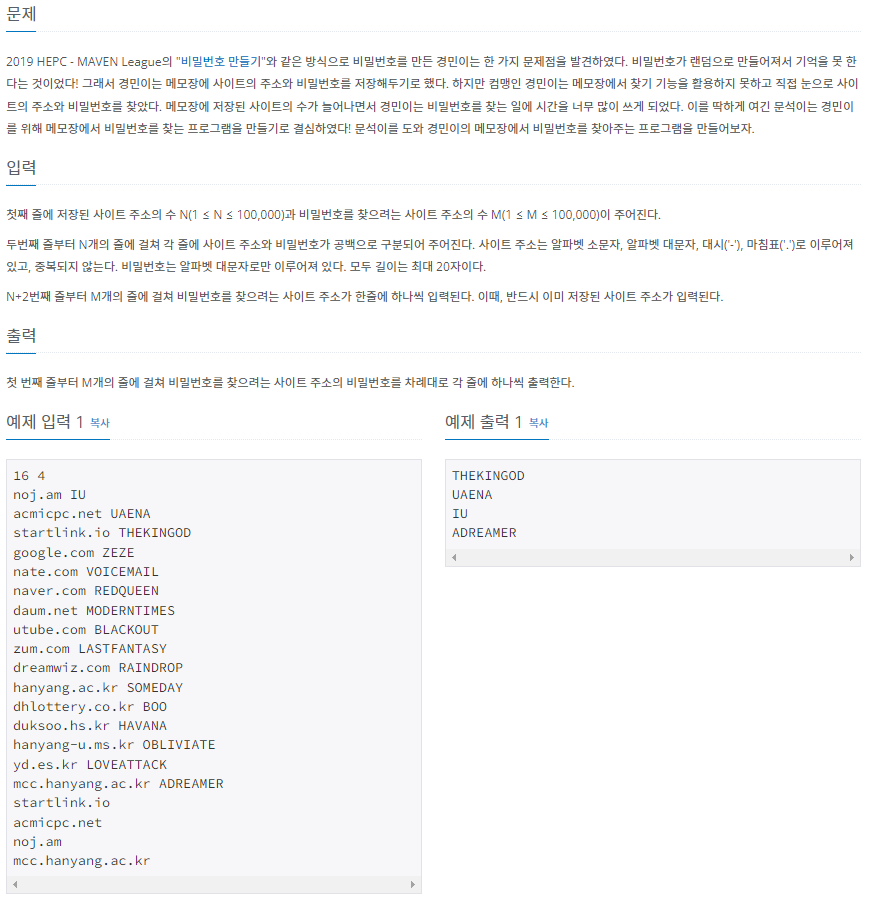 문제
2019 HEPC - MAVEN League의 "비밀번호 만들기"와 같은 방식으로 비밀번호를 만든 경민이는 한 가지 문제점을 발견하였다. 비밀번호가 랜덤으로 만들어져서 기억을 못 한
다는 것이었다! 그래서 경민이는 메모장에 사이트의 주소와 비밀번호를 저장해두기로 했다. 하지만 컴맹인 경민이는 메모장에서 찾기 기능을 활용하지 못하고 직접 눈으로 사이
트의 주소와 비밀번호를 찾았다. 메모장에 저장된 사이트의 수가 늘어나면서 경민이는 비밀번호를 찾는 일에 시간을 너무 많이 쓰게 되었다. 이를 딱하게 여긴 문석이는 경민이
를 위해 메모장에서 비밀번호를 찾는 프로그램을 만들기로 결심하였다! 문석이를 도와 경민이의 메모장에서 비밀번호를 찾아주는 프로그램을 만들어보자.
입력
첫째 줄에 저장된 사이트 주소의 수 N(1 ≤ N ≤ 100,000)과 비밀번호를 찾으려는 사이트 주소의 수 M(1 ≤ M ≤ 100,000)이 주어진다.
두번째 줄부터 N개의 줄에 걸쳐 각 줄에 사이트 주소와 비밀번호가 공백으로 구분되어 주어진다. 사이트 주소는 알파벳 소문자, 알파벳 대문자, 대시('-'), 마침표('.')로 이루어져
있고, 중복되지 않는다. 비밀번호는 알파벳 대문자로만 이루어져 있다. 모두 길이는 최대 20자이다.
N+2번째 줄부터 M개의 줄에 걸쳐 비밀번호를 찾으려는 사이트 주소가 한줄에 하나씩 입력된다. 이때, 반드시 이미 저장된 사이트 주소가 입력된다.
출력
첫 번째 줄부터 M개의 줄에 걸쳐 비밀번호를 찾으려는 사이트 주소의 비밀번호를 차례대로 각 줄에 하나씩 출력한다.
예제 입력 1 복사
16 4
noj.am IU
acmicpc.net UAENA
startlink.io THEKINGOD
google.com ZEZE
nate.com VOICEMAIL
naver.com REDQUEEN
daum.net MODERNTIMES
utube.com BLACKOUT
zum.com LASTFANTASY
dreamwiz.com RAINDROP
hanyang.ac.kr SOMEDAY
dhlottery.co.kr BOO
duksoo.hs.kr HAVANA
hanyang-u.ms.kr OBLIVIATE
yd.es.kr LOVEATTACK
mcc.hanyang.ac.kr ADREAMER
startlink.io
acmicpc.net
noj.am
mcc.hanyang.ac.kr
예제 출력 1 복사
THEKINGOD
UAENA
IU
ADREAMER